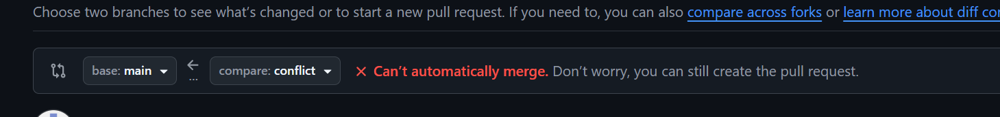 Choose two branches to see what’s changed or to start a new pull request. If you need to, you can also compare across forks or learn more about diff
base: main ← compare: conflict ✕ Can’t automatically merge. Don’t worry, you can still create the pull request.
...